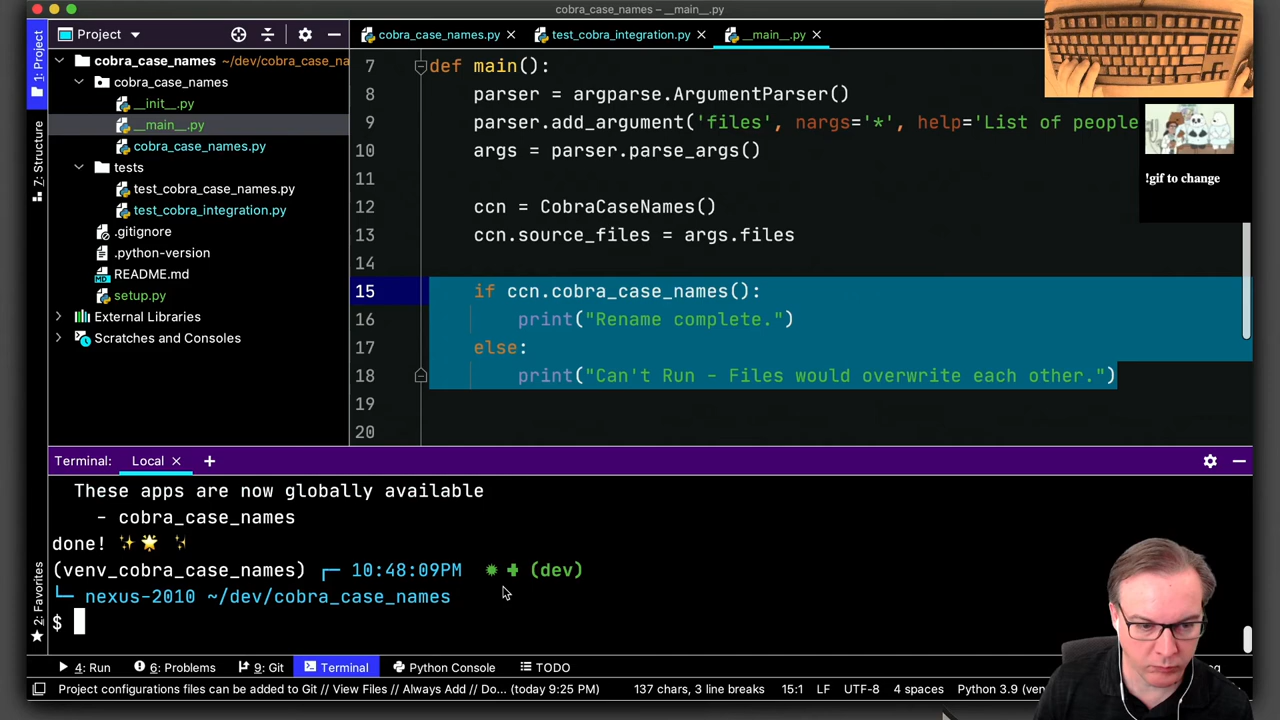 cobra_case_names – __main__.py
1: Project
Project
cobra_case_names.py
test_cobra_integration.py
__main__.py
cobra_case_names ~/dev/cobra_case_na
cobra_case_names
__init__.py
__main__.py
cobra_case_names.py
tests
test_cobra_case_names.py
test_cobra_integration.py
.gitignore
.python-version
README.md
setup.py
External Libraries
Scratches and Consoles
7: Structure
2: Favorites
7 def main():
8 parser = argparse.ArgumentParser()
9 parser.add_argument('files', nargs='*', help='List of people
10 args = parser.parse_args()
11
12 ccn = CobraCaseNames()
13 ccn.source_files = args.files
14
15 if ccn.cobra_case_names():
16 print("Rename complete.")
17 else:
18 print("Can't Run - Files would overwrite each other.")
19
20
!gif to change
Terminal: Local +
These apps are now globally available
- cobra_case_names
done! ✨ 🌟 ✨
(venv_cobra_case_names) ┌─ 10:48:09PM ✹ ✚ (dev)
└─ nexus-2010 ~/dev/cobra_case_names
$
4: Run 6: Problems 9: Git Terminal Python Console TODO
Project configurations files can be added to Git // View Files // Always Add // Do... (today 9:25 PM) 137 chars, 3 line breaks 15:1 LF UTF-8 4 spaces Python 3.9 (ven